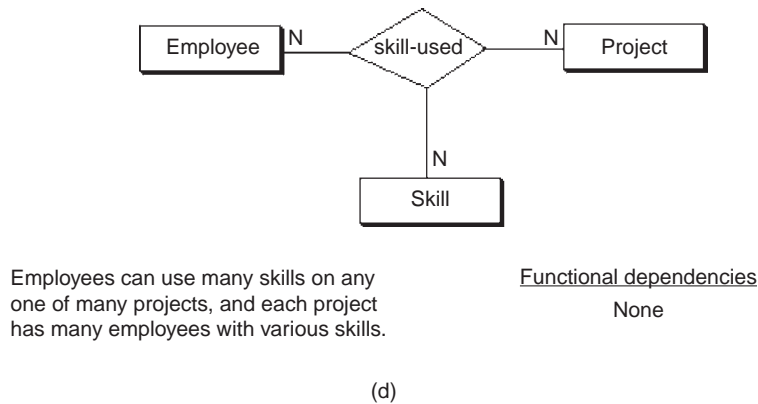 Employee N skill-used N Project
N
Skill
Employees can use many skills on any
one of many projects, and each project
has many employees with various skills.
Functional dependencies
None
(d)